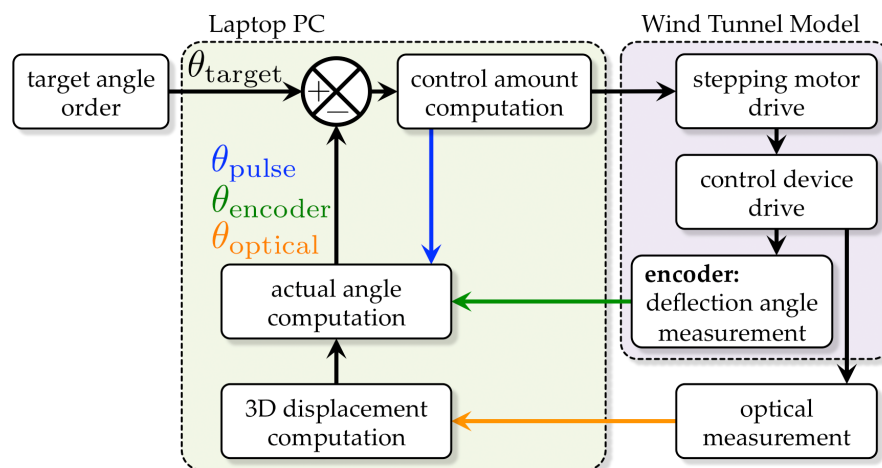 Laptop PC
Wind Tunnel Model
target angle
order
θtarget
+
−
control amount
computation
stepping motor
drive
control device
drive
θpulse
θencoder
θoptical
actual angle
computation
encoder:
deflection angle
measurement
3D displacement
computation
optical
measurement